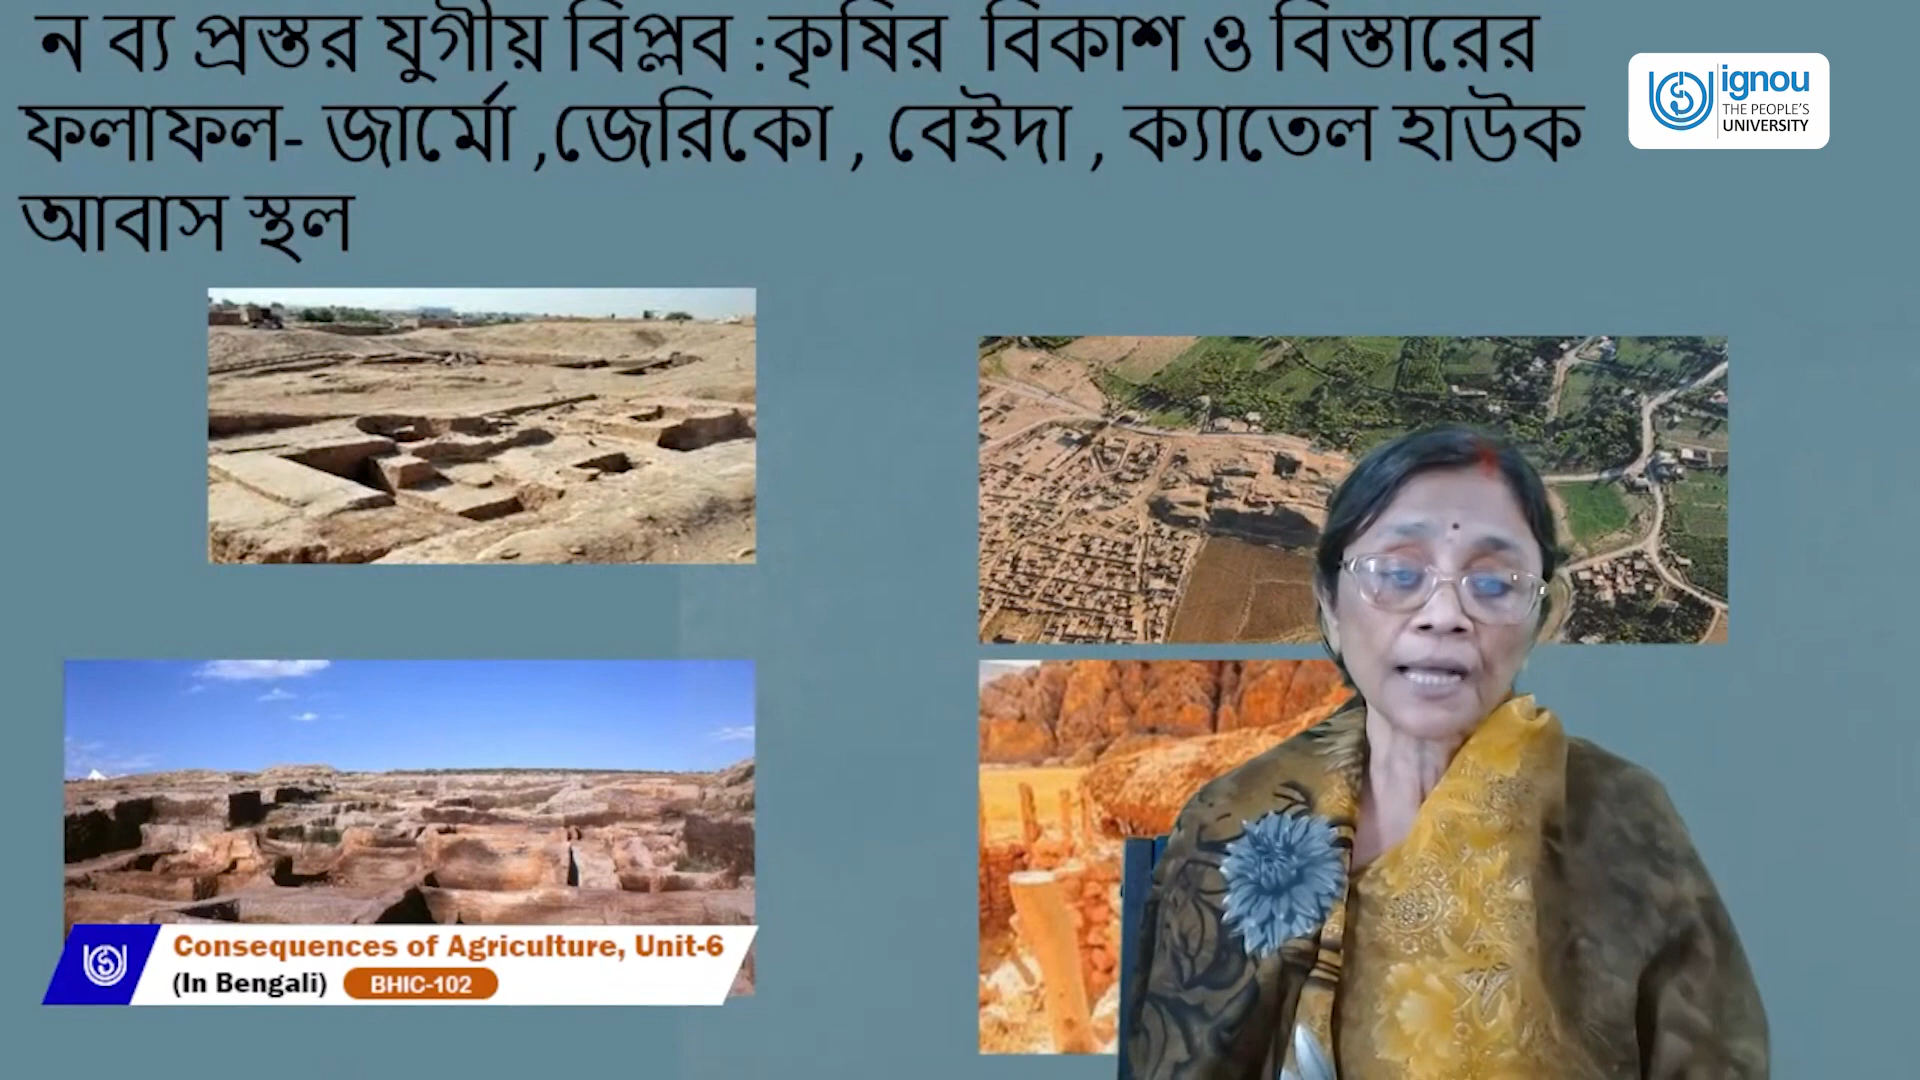 ন ব্য প্রস্তর যুগীয় বিপ্লব :কৃষির বিকাশ ও বিস্তারের
ফলাফল- জার্মো ,জেরিকো , বেইদা , ক্যাতেল হাউক
আবাস স্থল
ignou
THE PEOPLE'S
UNIVERSITY
Consequences of Agriculture, Unit-6
(In Bengali) BHIC-102